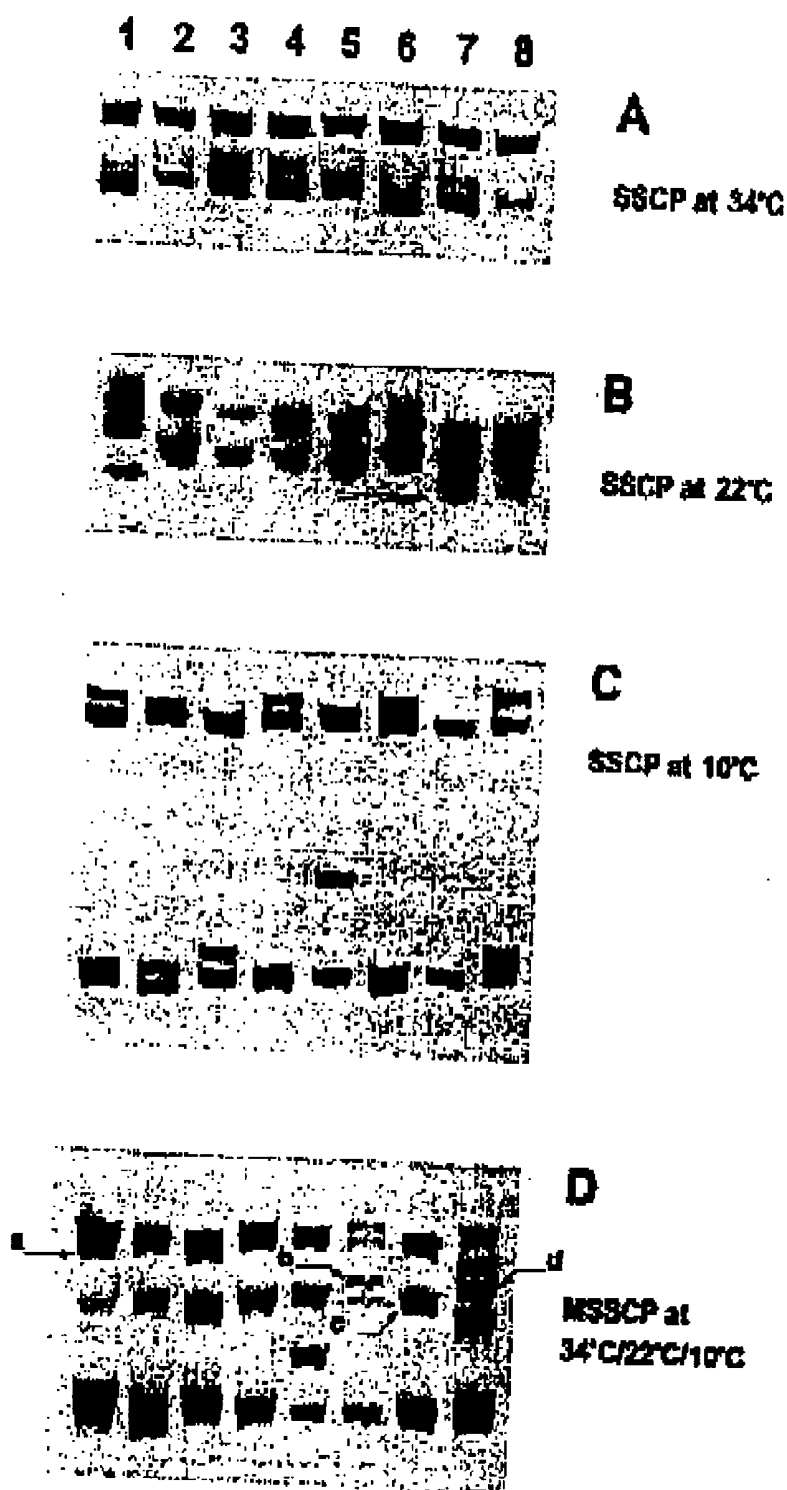 1 2 3 4 5 6 7 8
A
SSCP at 34°C
B
SSCP at 22°C
C
SSCP at 10°C
D
a
b
d
c
MSSCP at
34°C/22°C/10°C